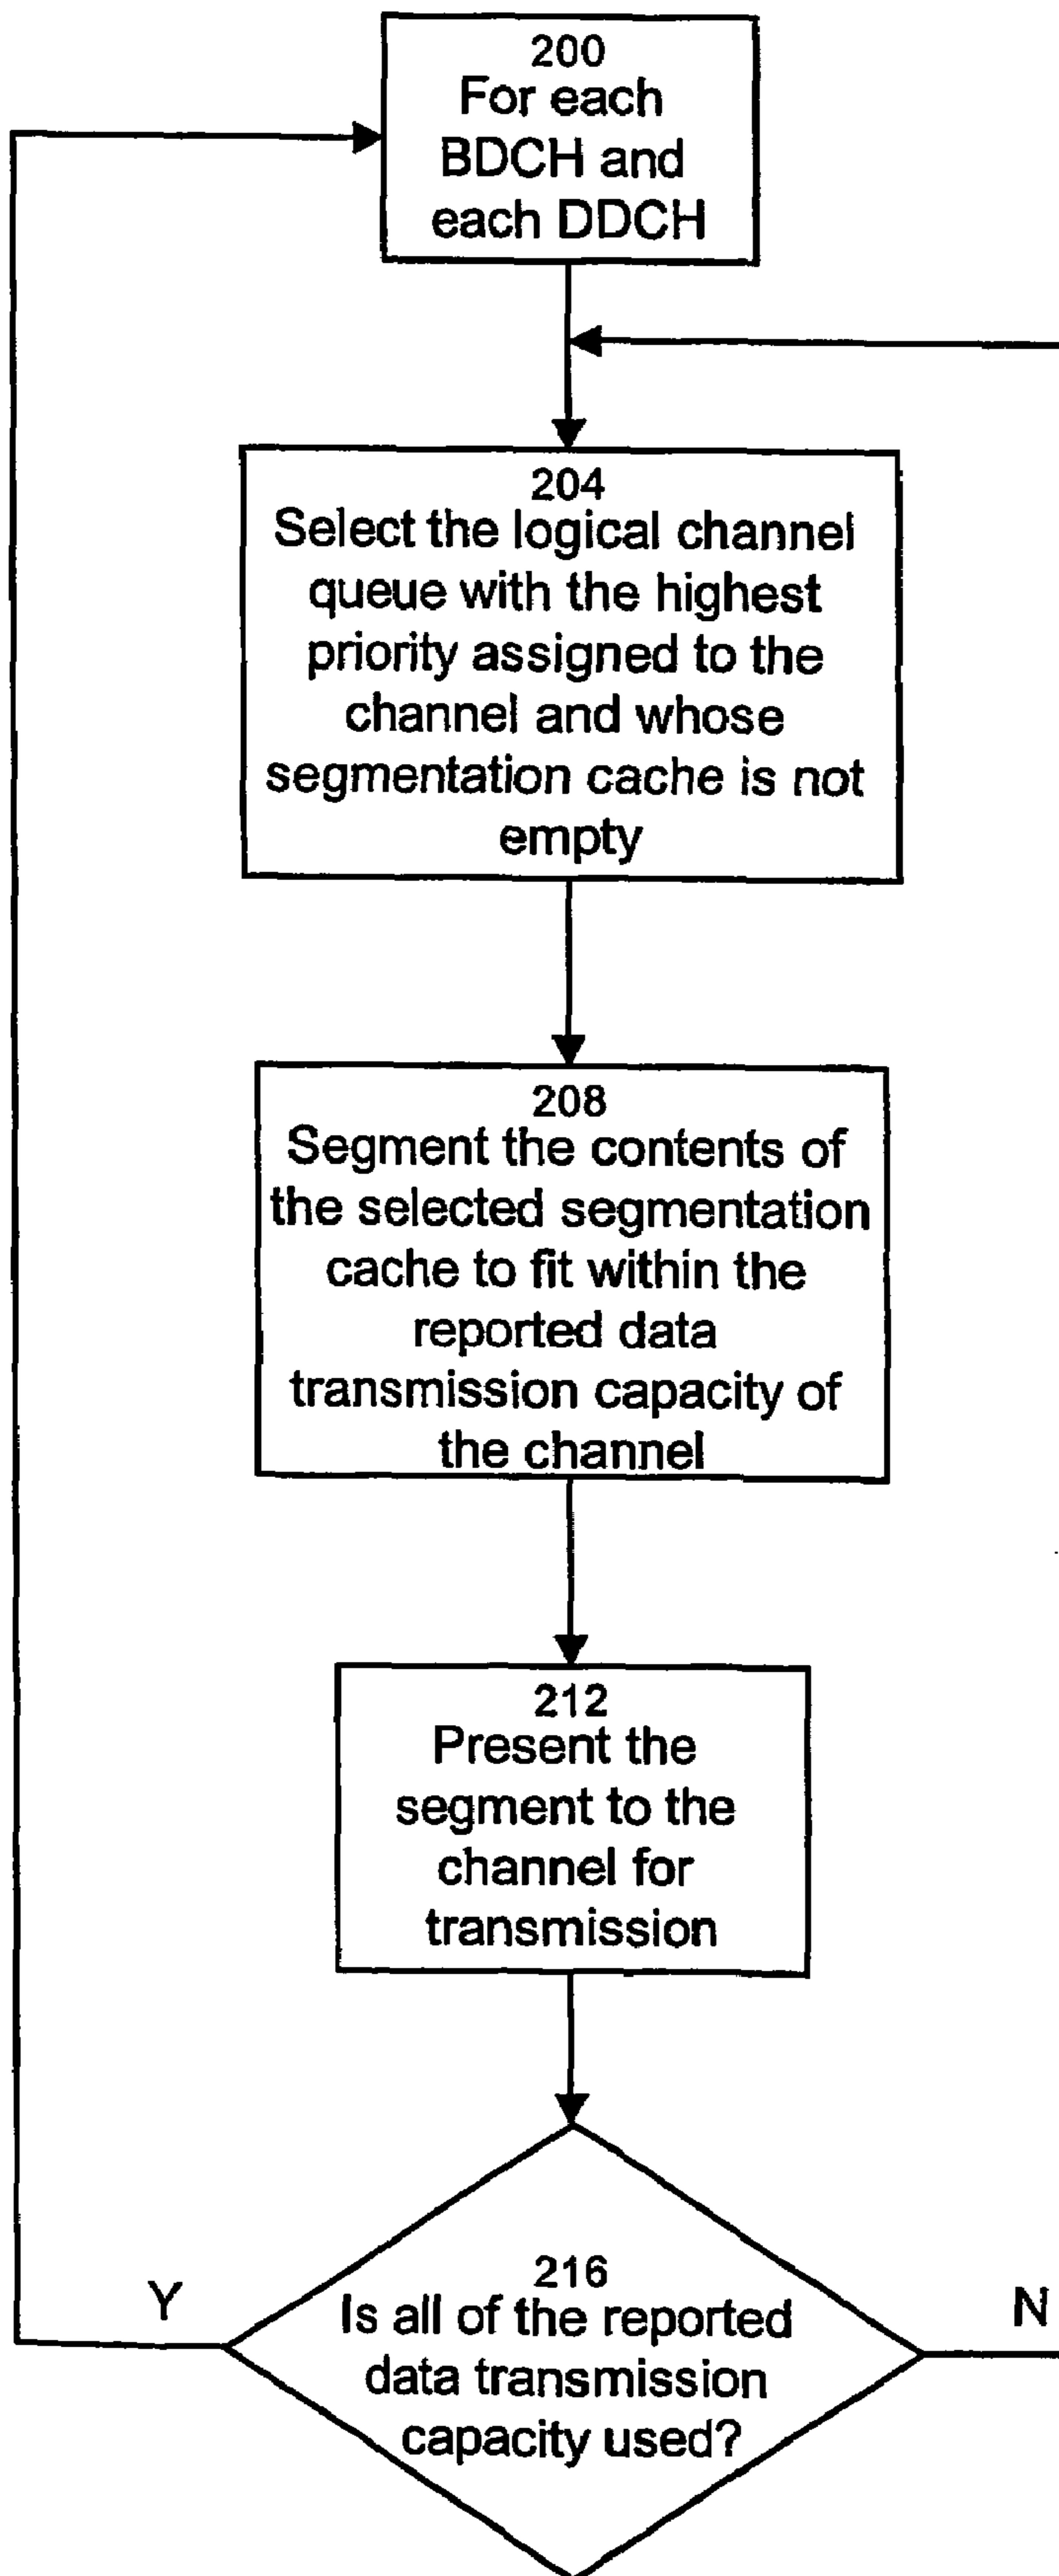 200
For each
BDCH and
each DDCH
204
Select the logical channel
queue with the highest
priority assigned to the
channel and whose
segmentation cache is not
empty
208
Segment the contents of
the selected segmentation
cache to fit within the
reported data
transmission capacity of
the channel
212
Present the
segment to the
channel for
transmission
216
Is all of the reported
data transmission
capacity used?
Y
N